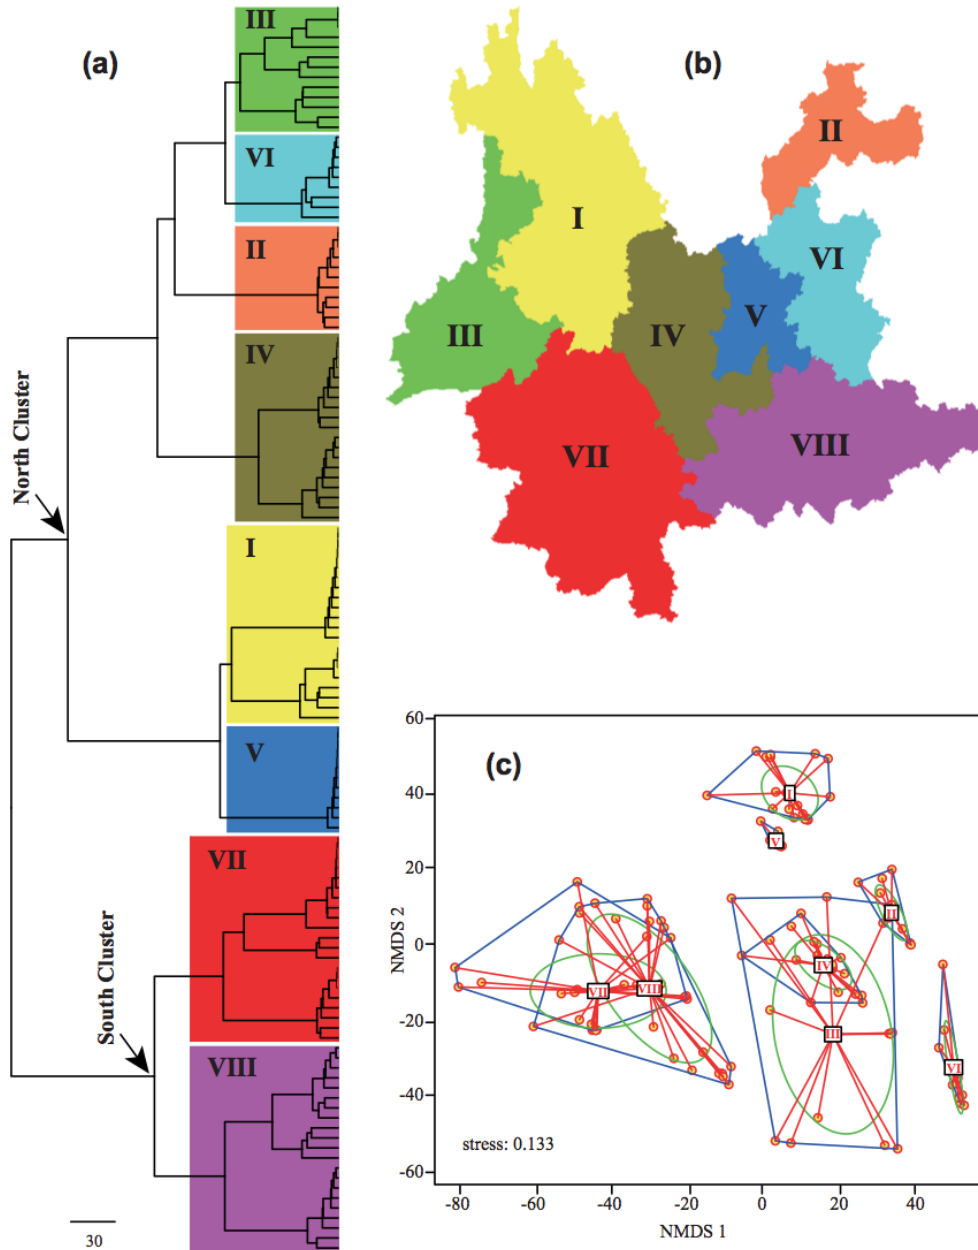 (a)
III
VI
II
IV
I
V
VII
VIII
North Cluster
South Cluster
30
(b)
I
II
III
IV
V
VI
VII
VIII
(c)
60
40
20
0
-20
-40
-60
NMDS 2
I
V
II
IV
VII
VIII
III
VI
stress: 0.133
-80
-60
-40
-20
0
20
40
NMDS 1